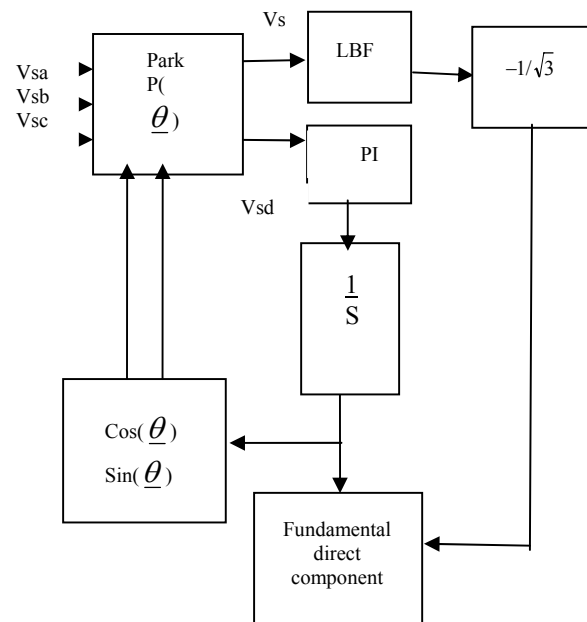 Vs
Vsa
Vsb
Vsc
Park
P(
θ )
LBF
−1/√3
PI
Vsd
1
S
Cos( θ )
Sin( θ )
Fundamental
direct
component